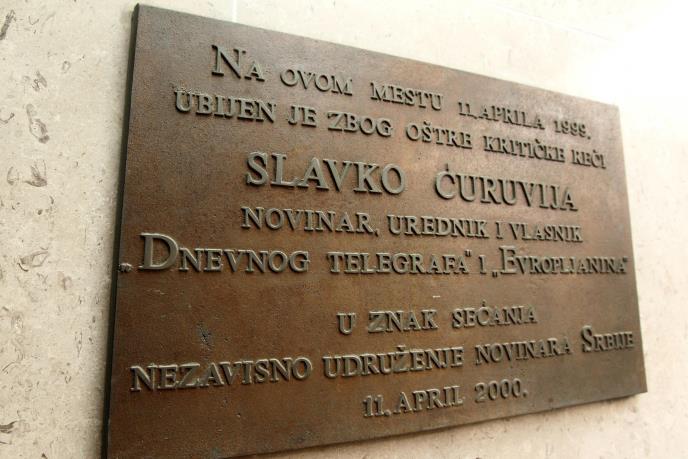 NA OVOM MESTU 11.APRILA 1999.
UBIJEN JE ZBOG OŠTRE KRITIČKE REČI
SLAVKO ĆURUVIJA
NOVINAR, UREDNIK I VLASNIK
„DNEVNOG TELEGRAFA" I „EVROPLJANINA"
U ZNAK SEĆANJA
NEZAVISNO UDRUŽENJE NOVINARA SRBIJE
11. APRIL 2000.